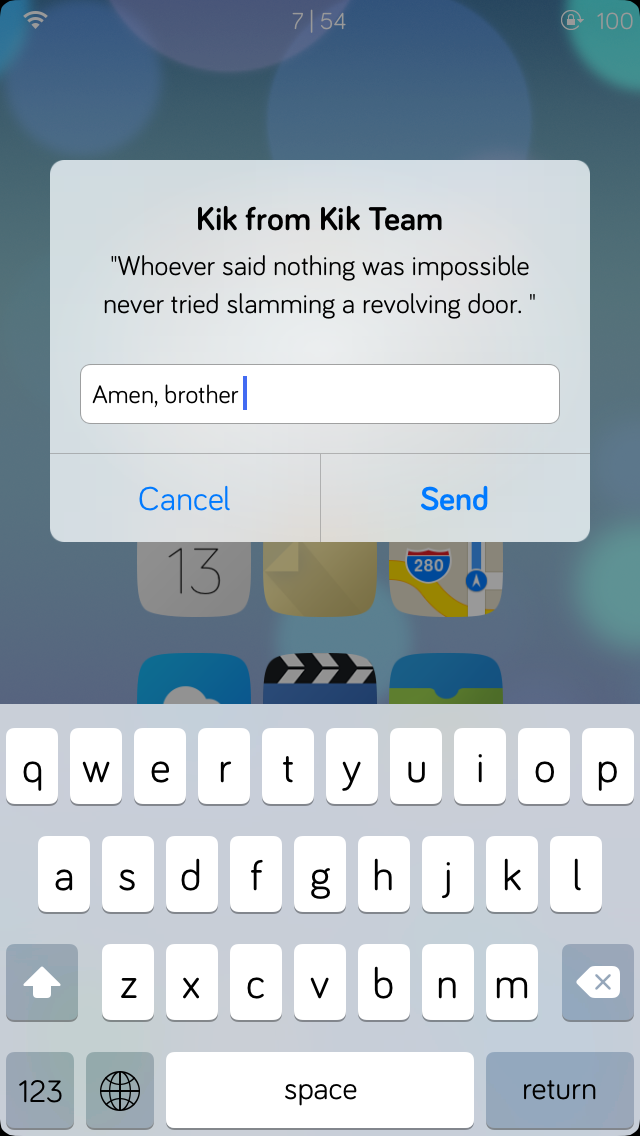 7 | 54
100
Kik from Kik Team
"Whoever said nothing was impossible
never tried slamming a revolving door. "
Amen, brother
Cancel
Send
13
280
q w e r t y u i o p
a s d f g h j k l
z x c v b n m
123
space
return